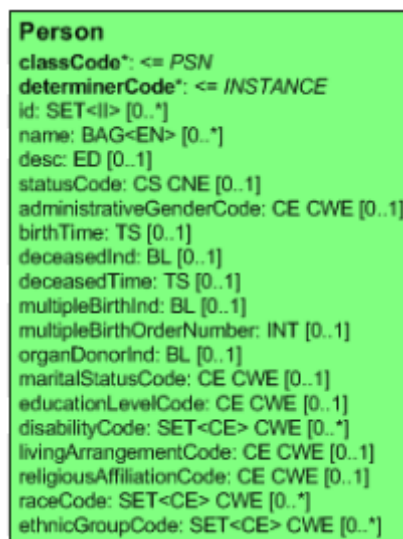 Person
classCode*: <= PSN
determinerCode*: <= INSTANCE
id: SET<II> [0..*]
name: BAG<EN> [0..*]
desc: ED [0..1]
statusCode: CS CNE [0..1]
administrativeGenderCode: CE CWE [0..1]
birthTime: TS [0..1]
deceasedInd: BL [0..1]
deceasedTime: TS [0..1]
multipleBirthInd: BL [0..1]
multipleBirthOrderNumber: INT [0..1]
organDonorInd: BL [0..1]
maritalStatusCode: CE CWE [0..1]
educationLevelCode: CE CWE [0..1]
disabilityCode: SET<CE> CWE [0..*]
livingArrangementCode: CE CWE [0..1]
religiousAffiliationCode: CE CWE [0..1]
raceCode: SET<CE> CWE [0..*]
ethnicGroupCode: SET<CE> CWE [0..*]